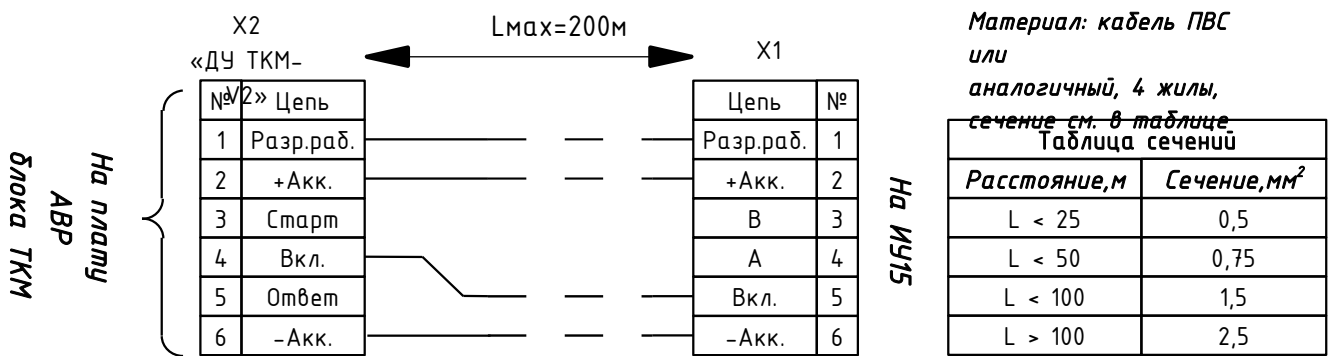 X2
«ДУ ТКМ-
V2»
Lмах=200м
X1
Материал: кабель ПВС
или
аналогичный, 4 жилы,
сечение см. в таблице
На плату
АВР
блока ТКМ
№ Цепь
1 Разр.раб.
2 +Акк.
3 Старт
4 Вкл.
5 Ответ
6 -Акк.
Цепь №
Разр.раб. 1
+Акк. 2
В 3
А 4
Вкл. 5
-Акк. 6
На ИУ15
Таблица сечений
Расстояние,м Сечение,мм²
L < 25 0,5
L < 50 0,75
L < 100 1,5
L > 100 2,5